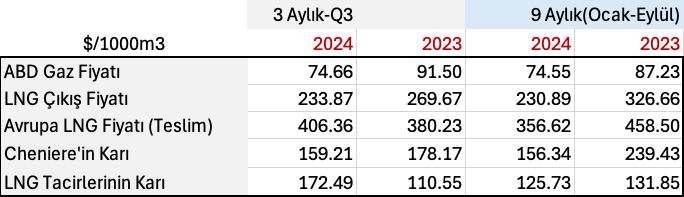 3 Aylık-Q3 9 Aylık(Ocak-Eylül)
$/1000m3 2024 2023 2024 2023
ABD Gaz Fiyatı 74.66 91.50 74.55 87.23
LNG Çıkış Fiyatı 233.87 269.67 230.89 326.66
Avrupa LNG Fiyatı (Teslim) 406.36 380.23 356.62 458.50
Cheniere'in Karı 159.21 178.17 156.34 239.43
LNG Tacirlerinin Karı 172.49 110.55 125.73 131.85